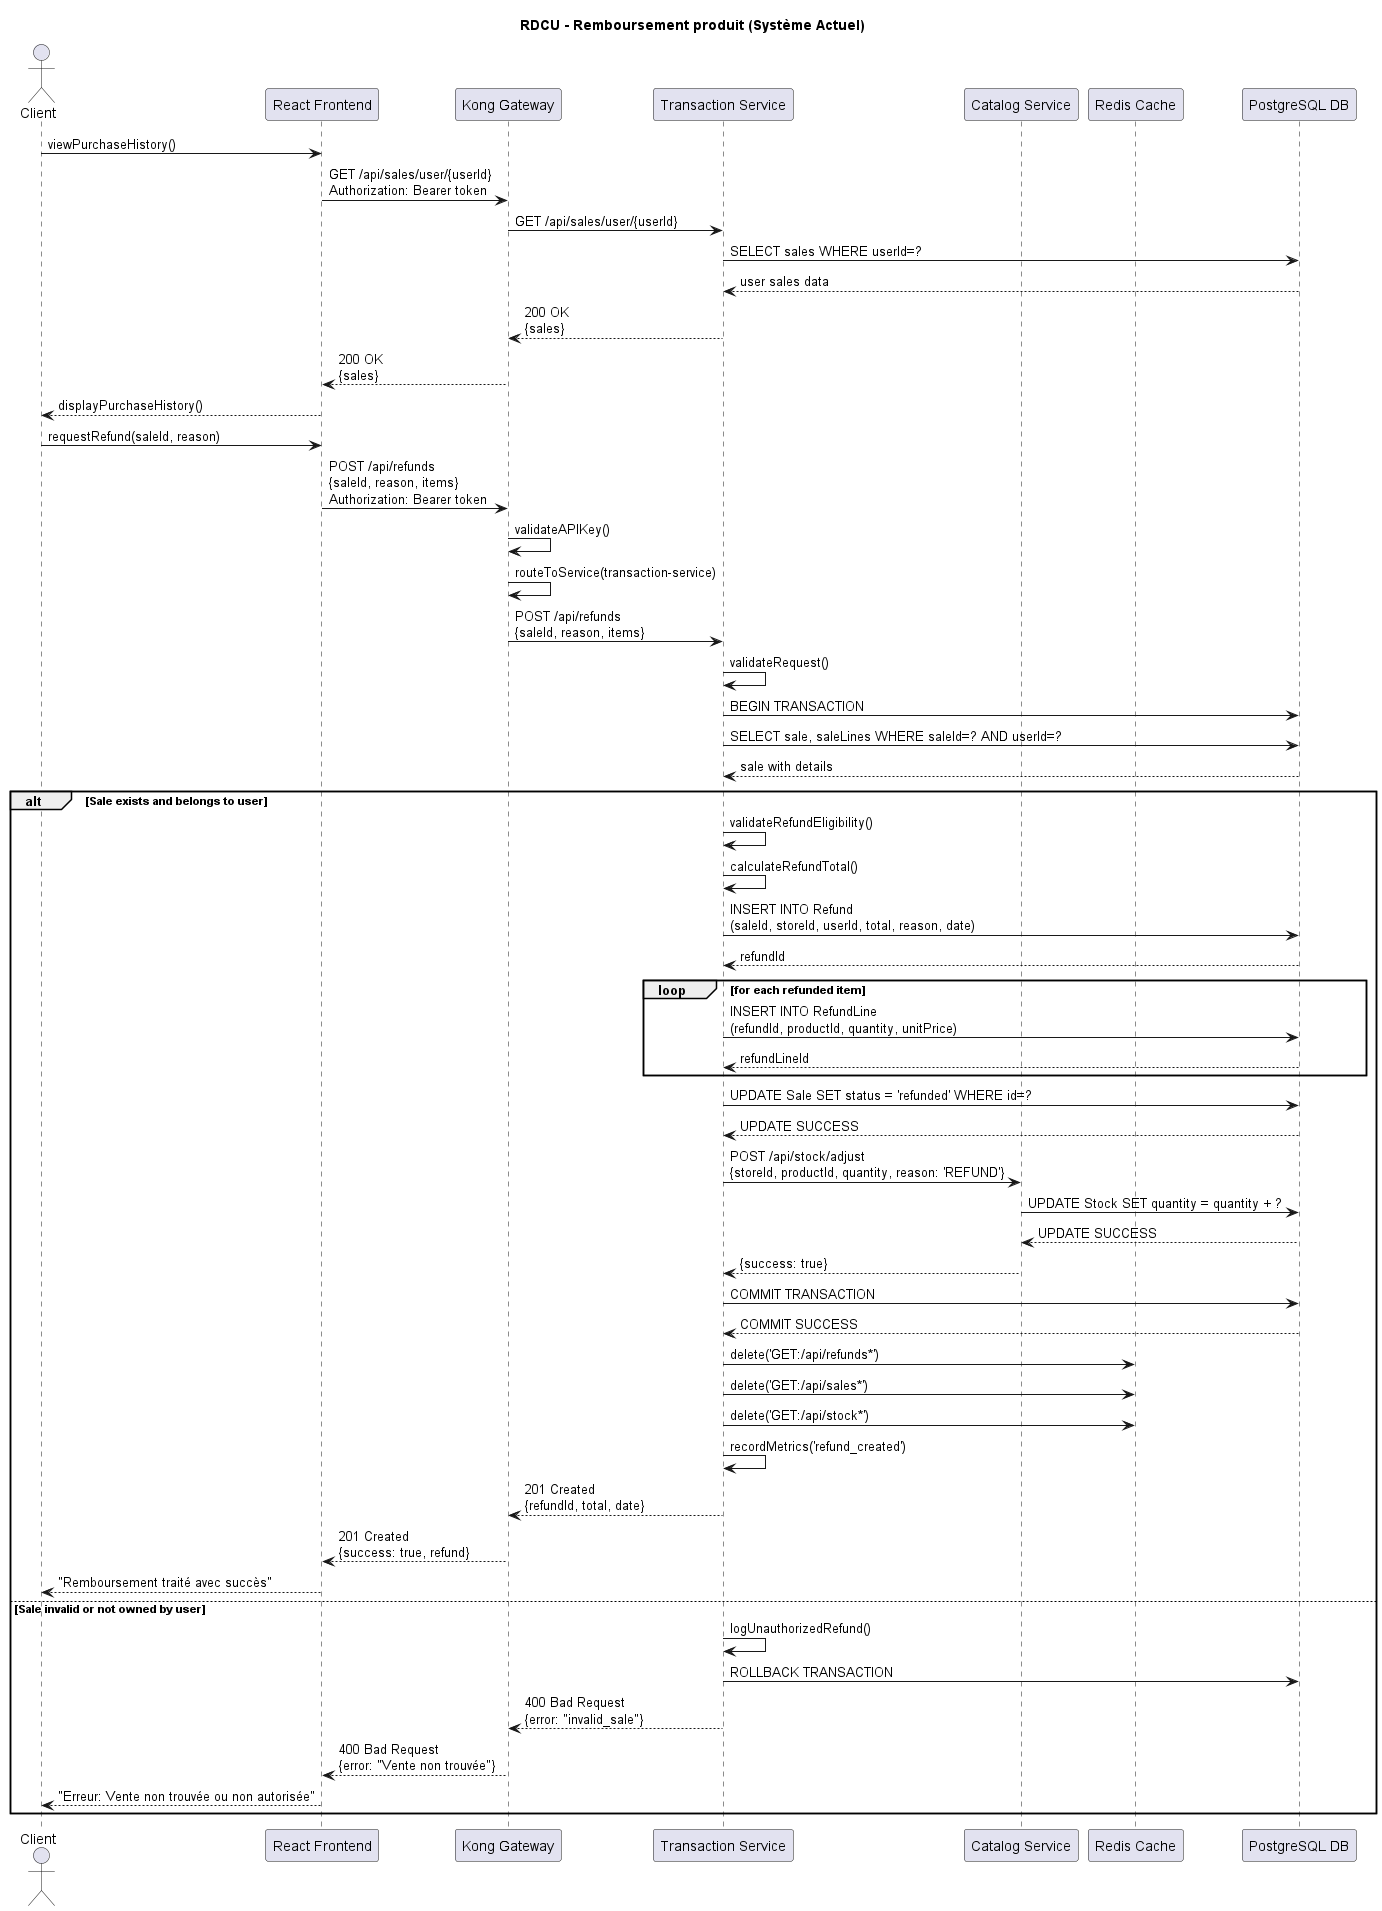 RDCU - Remboursement produit (Système Actuel)
Client
React Frontend
Kong Gateway
Transaction Service
Catalog Service
Redis Cache
PostgreSQL DB
viewPurchaseHistory()
GET /api/sales/user/{userId}
Authorization: Bearer token
GET /api/sales/user/{userId}
SELECT sales WHERE userId=?
user sales data
200 OK
{sales}
200 OK
{sales}
displayPurchaseHistory()
requestRefund(saleId, reason)
POST /api/refunds
{saleId, reason, items}
Authorization: Bearer token
validateAPIKey()
routeToService(transaction-service)
POST /api/refunds
{saleId, reason, items}
validateRequest()
BEGIN TRANSACTION
SELECT sale, saleLines WHERE saleId=? AND userId=?
sale with details
alt
[Sale exists and belongs to user]
validateRefundEligibility()
calculateRefundTotal()
INSERT INTO Refund
(saleId, storeId, userId, total, reason, date)
refundId
loop
[for each refunded item]
INSERT INTO RefundLine
(refundId, productId, quantity, unitPrice)
refundLineId
UPDATE Sale SET status = 'refunded' WHERE id=?
UPDATE SUCCESS
POST /api/stock/adjust
{storeId, productId, quantity, reason: 'REFUND'}
UPDATE Stock SET quantity = quantity + ?
UPDATE SUCCESS
{success: true}
COMMIT TRANSACTION
COMMIT SUCCESS
delete('GET:/api/refunds*')
delete('GET:/api/sales*')
delete('GET:/api/stock*')
recordMetrics('refund_created')
201 Created
{refundId, total, date}
201 Created
{success: true, refund}
"Remboursement traité avec succès"
[Sale invalid or not owned by user]
logUnauthorizedRefund()
ROLLBACK TRANSACTION
400 Bad Request
{error: "invalid_sale"}
400 Bad Request
{error: "Vente non trouvée"}
"Erreur: Vente non trouvée ou non autorisée"
Client
React Frontend
Kong Gateway
Transaction Service
Catalog Service
Redis Cache
PostgreSQL DB